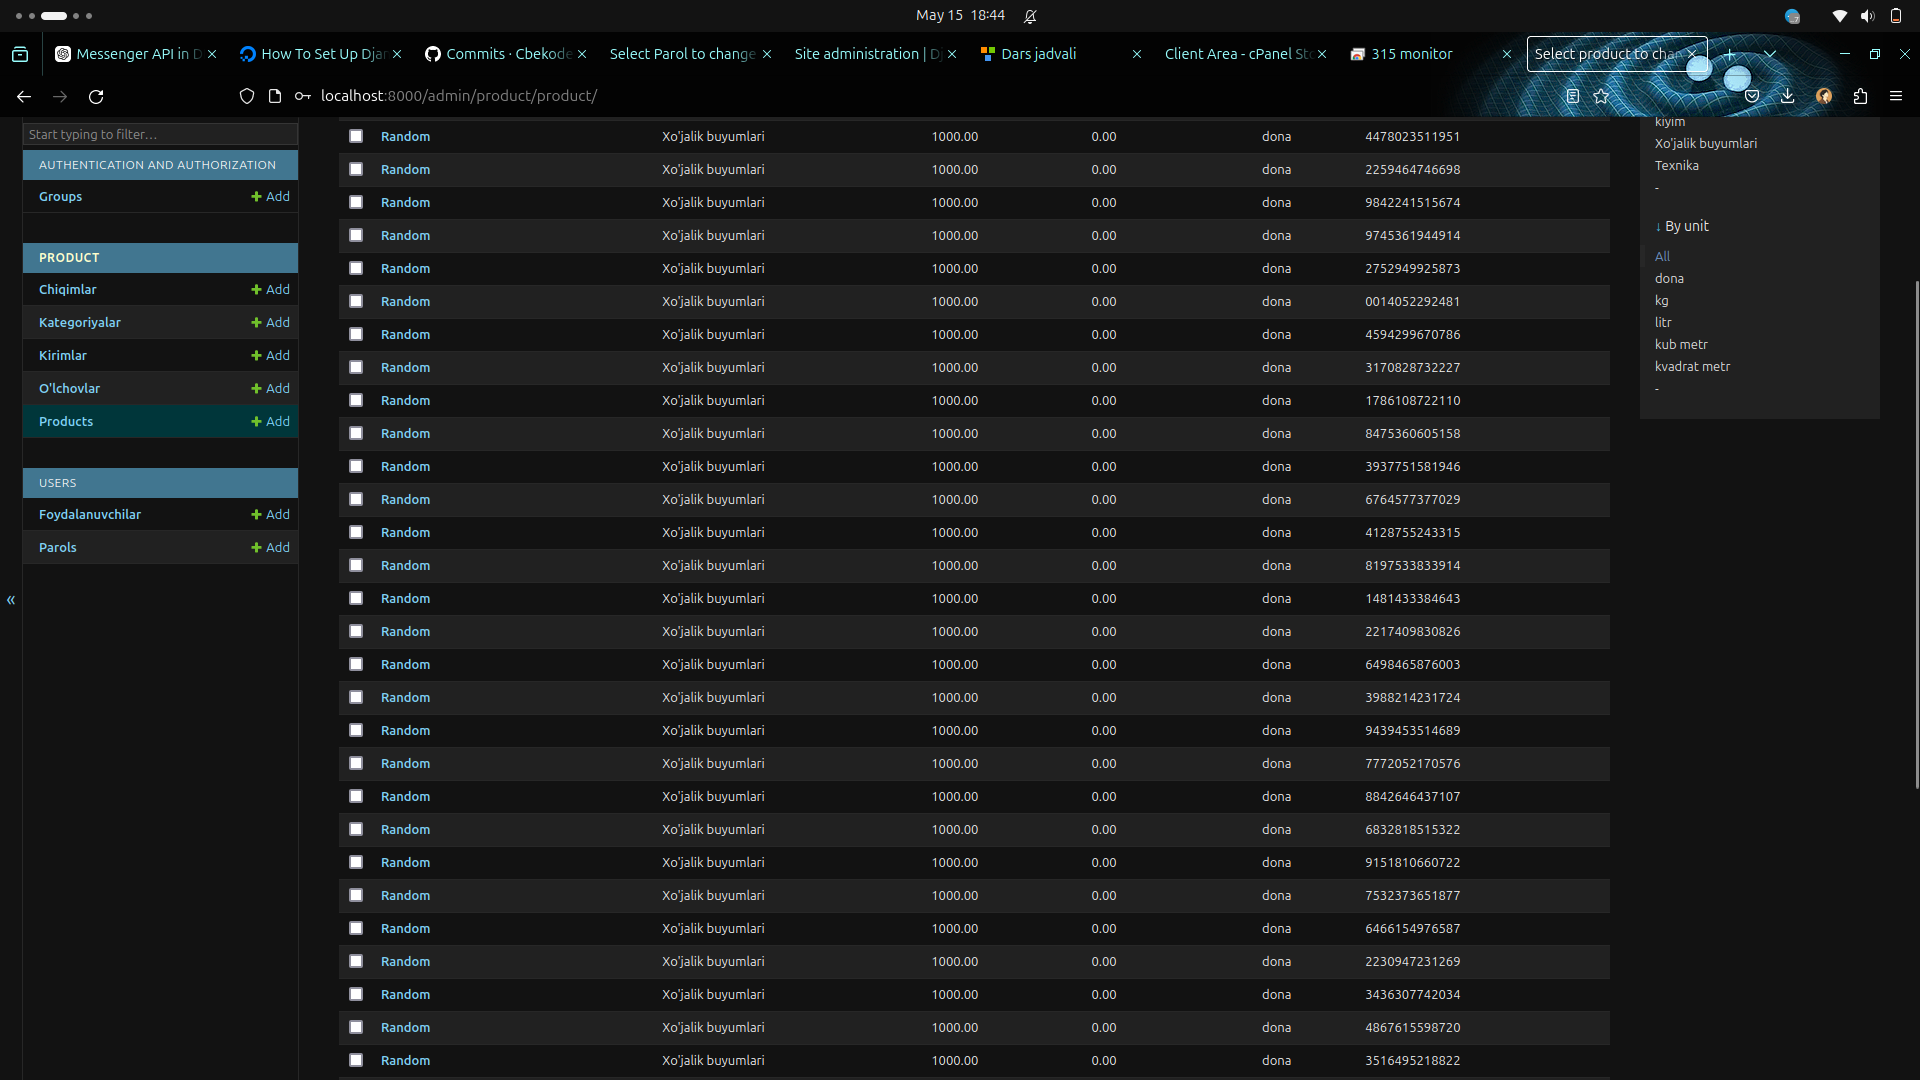 May 15 18:44
Messenger API in D
How To Set Up Djan
Commits · Cbekode
Select Parol to change
Site administration | Dj
Dars jadvali
Client Area - cPanel Sto
315 monitor
Select product to chan
localhost:8000/admin/product/product/
Start typing to filter…
AUTHENTICATION AND AUTHORIZATION
Groups Add
PRODUCT
Chiqimlar Add
Kategoriyalar Add
Kirimlar Add
O'lchovlar Add
Products Add
USERS
Foydalanuvchilar Add
Parols Add
«
Random Xo'jalik buyumlari 1000.00 0.00 dona 4478023511951
Random Xo'jalik buyumlari 1000.00 0.00 dona 2259464746698
Random Xo'jalik buyumlari 1000.00 0.00 dona 9842241515674
Random Xo'jalik buyumlari 1000.00 0.00 dona 9745361944914
Random Xo'jalik buyumlari 1000.00 0.00 dona 2752949925873
Random Xo'jalik buyumlari 1000.00 0.00 dona 0014052292481
Random Xo'jalik buyumlari 1000.00 0.00 dona 4594299670786
Random Xo'jalik buyumlari 1000.00 0.00 dona 3170828732227
Random Xo'jalik buyumlari 1000.00 0.00 dona 1786108722110
Random Xo'jalik buyumlari 1000.00 0.00 dona 8475360605158
Random Xo'jalik buyumlari 1000.00 0.00 dona 3937751581946
Random Xo'jalik buyumlari 1000.00 0.00 dona 6764577377029
Random Xo'jalik buyumlari 1000.00 0.00 dona 4128755243315
Random Xo'jalik buyumlari 1000.00 0.00 dona 8197533833914
Random Xo'jalik buyumlari 1000.00 0.00 dona 1481433384643
Random Xo'jalik buyumlari 1000.00 0.00 dona 2217409830826
Random Xo'jalik buyumlari 1000.00 0.00 dona 6498465876003
Random Xo'jalik buyumlari 1000.00 0.00 dona 3988214231724
Random Xo'jalik buyumlari 1000.00 0.00 dona 9439453514689
Random Xo'jalik buyumlari 1000.00 0.00 dona 7772052170576
Random Xo'jalik buyumlari 1000.00 0.00 dona 8842646437107
Random Xo'jalik buyumlari 1000.00 0.00 dona 6832818515322
Random Xo'jalik buyumlari 1000.00 0.00 dona 9151810660722
Random Xo'jalik buyumlari 1000.00 0.00 dona 7532373651877
Random Xo'jalik buyumlari 1000.00 0.00 dona 6466154976587
Random Xo'jalik buyumlari 1000.00 0.00 dona 2230947231269
Random Xo'jalik buyumlari 1000.00 0.00 dona 3436307742034
Random Xo'jalik buyumlari 1000.00 0.00 dona 4867615598720
Random Xo'jalik buyumlari 1000.00 0.00 dona 3516495218822
kiyim
Xo'jalik buyumlari
Texnika
-
↓ By unit
All
dona
kg
litr
kub metr
kvadrat metr
-